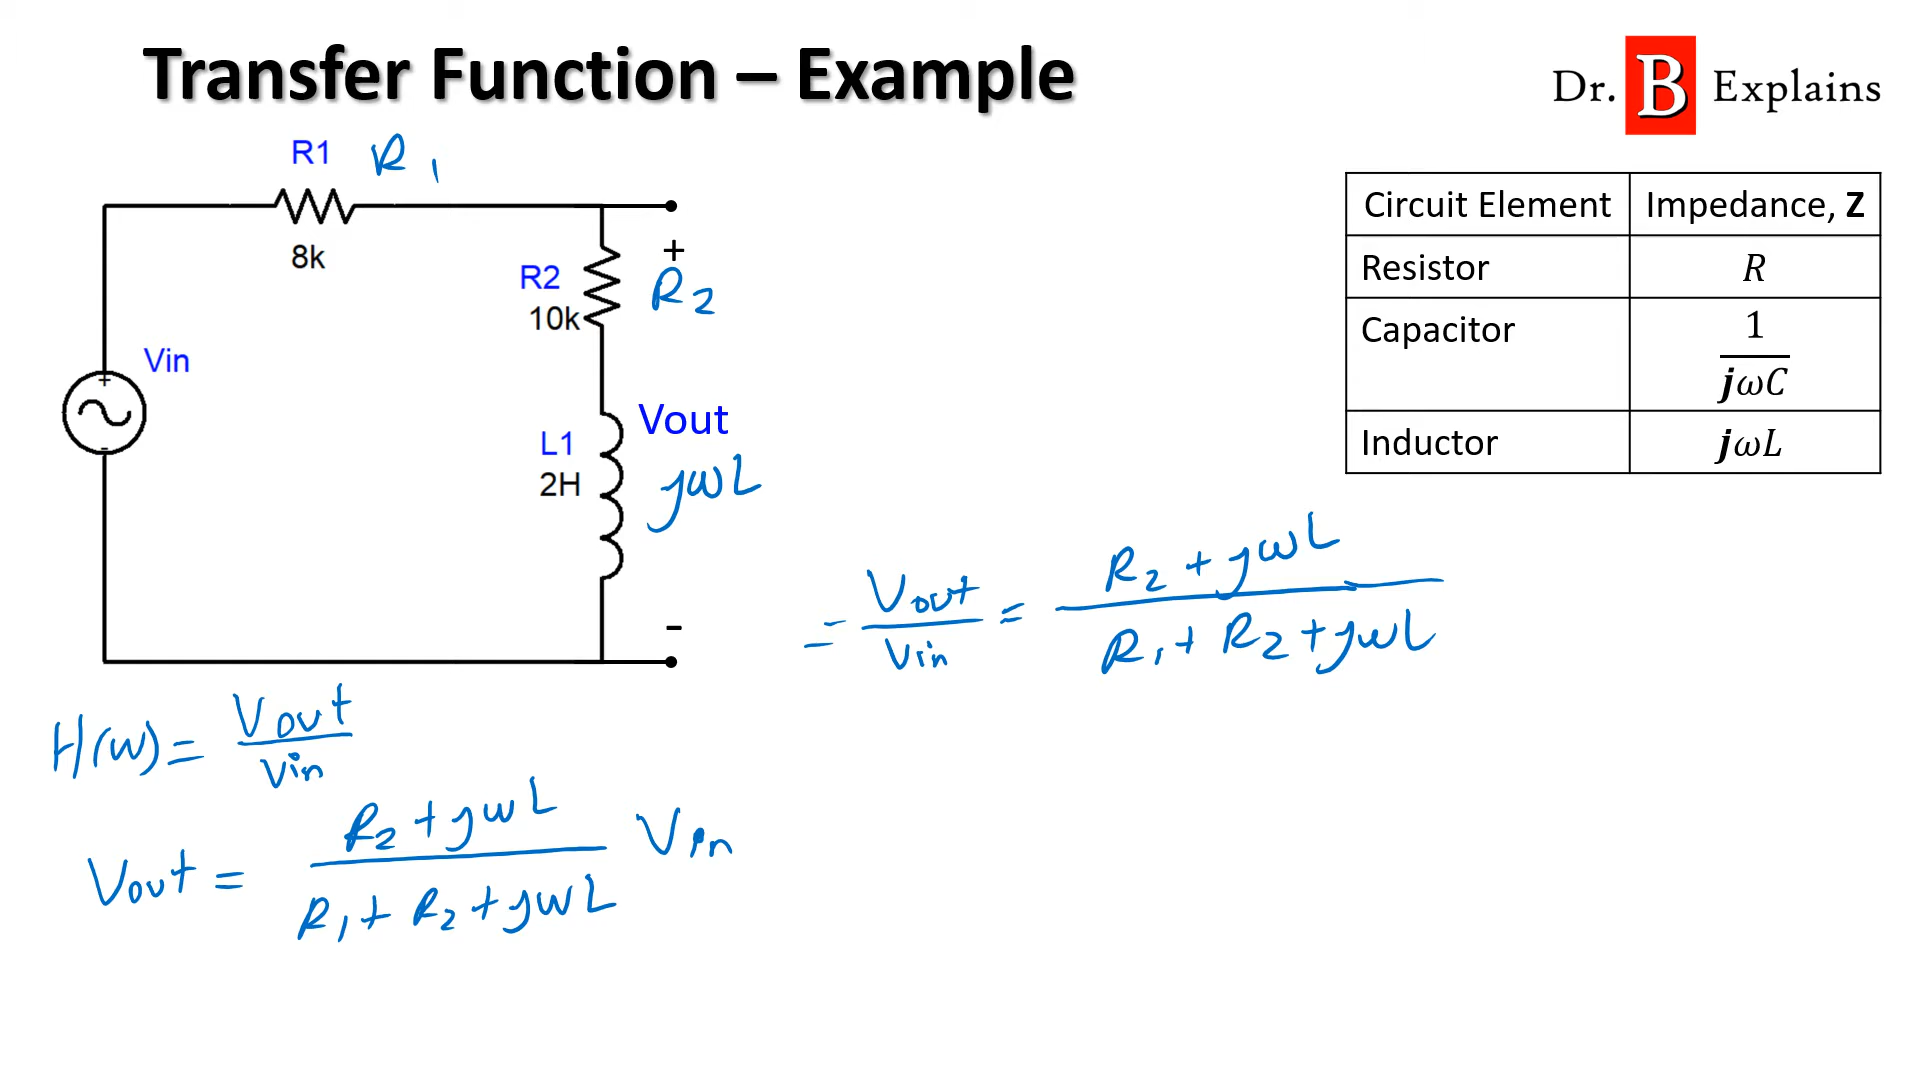 Transfer Function – Example
Dr. B Explains
R1 R₁
8k
+
R2 R₂
10k
Vin
+
-
Vout
L1
2H jωL
-
Circuit Element Impedance, Z
Resistor R
Capacitor 1/jωC
Inductor jωL
= Vout/Vin = (R₂ + jωL)/(R₁ + R₂ + jωL)
H(ω) = Vout/Vin
Vout = (R₂ + jωL)/(R₁ + R₂ + jωL) Vin